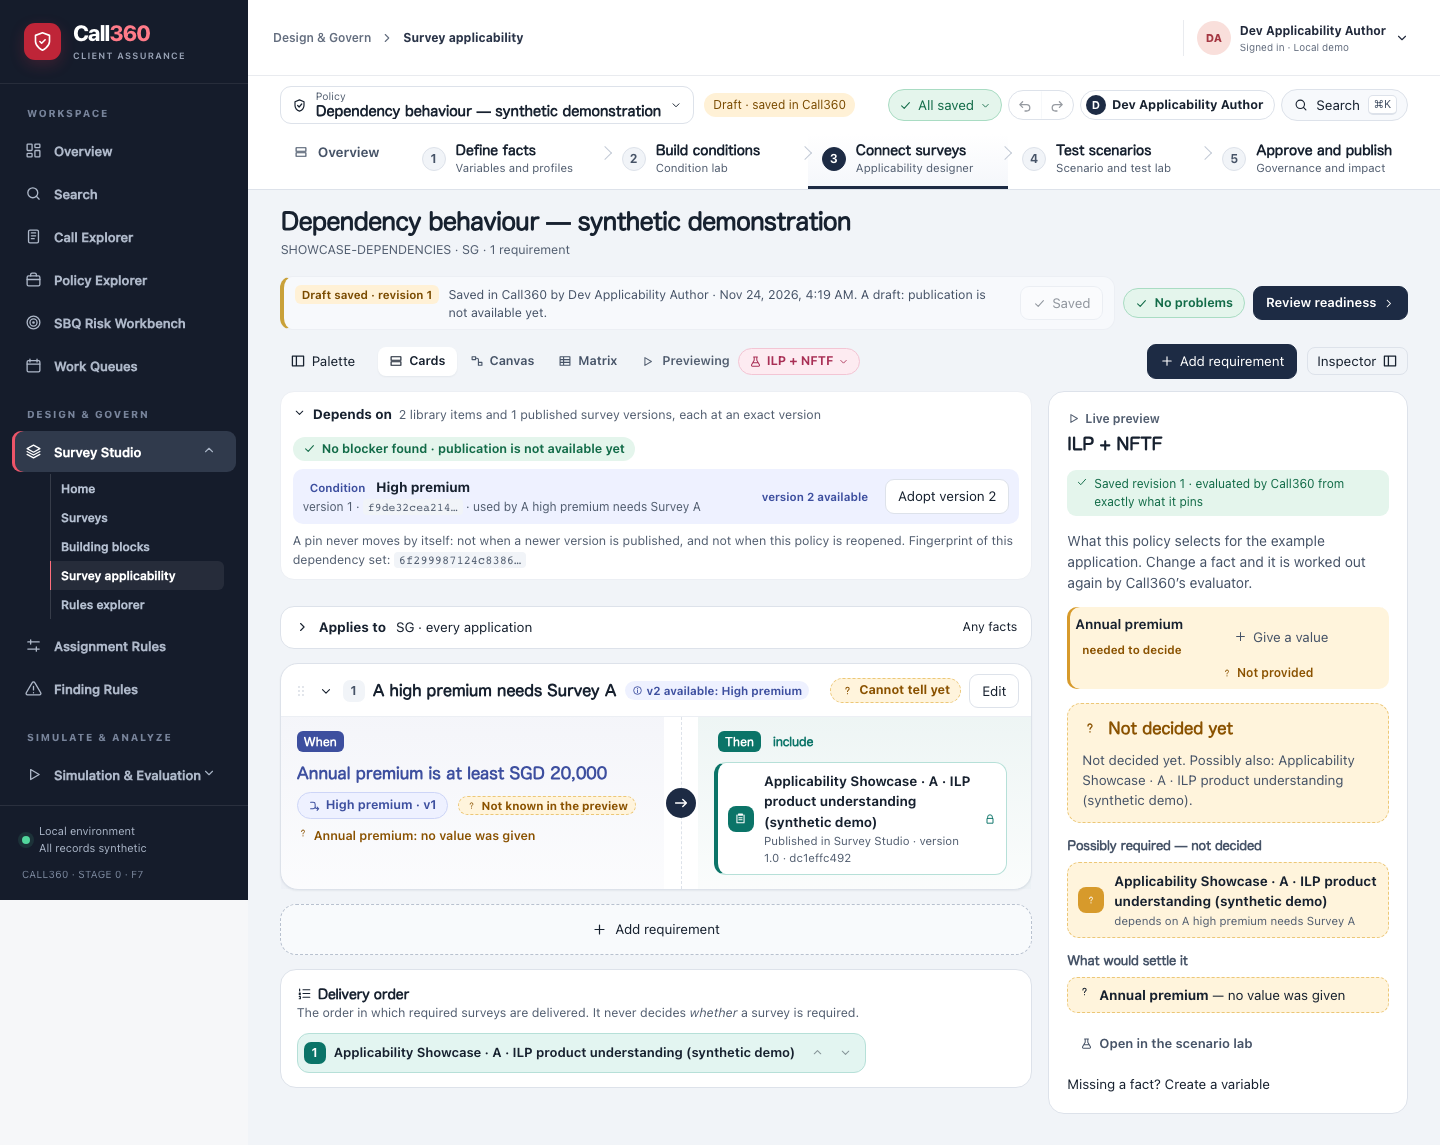 Call360
CLIENT ASSURANCE
WORKSPACE
Overview
Search
Call Explorer
Policy Explorer
SBQ Risk Workbench
Work Queues
DESIGN & GOVERN
Survey Studio
Home
Surveys
Building blocks
Survey applicability
Rules explorer
Assignment Rules
Finding Rules
SIMULATE & ANALYZE
Simulation & Evaluation
Local environment
All records synthetic
CALL360 · STAGE 0 · F7
Design & Govern > Survey applicability
DA
Dev Applicability Author
Signed in · Local demo
Policy
Dependency behaviour — synthetic demonstration
Draft · saved in Call360
All saved
D Dev Applicability Author
Search ⌘K
Overview
1 Define facts
Variables and profiles
2 Build conditions
Condition lab
3 Connect surveys
Applicability designer
4 Test scenarios
Scenario and test lab
5 Approve and publish
Governance and impact
Dependency behaviour — synthetic demonstration
SHOWCASE-DEPENDENCIES · SG · 1 requirement
Draft saved · revision 1
Saved in Call360 by Dev Applicability Author · Nov 24, 2026, 4:19 AM. A draft: publication is
not available yet.
Saved
No problems
Review readiness
Palette
Cards
Canvas
Matrix
Previewing
ILP + NFTF
Add requirement
Inspector
Depends on 2 library items and 1 published survey versions, each at an exact version
No blocker found · publication is not available yet
Condition High premium
version 1 · f9de32cea214… · used by A high premium needs Survey A
version 2 available
Adopt version 2
A pin never moves by itself: not when a newer version is published, and not when this policy is reopened. Fingerprint of this
dependency set: 6f299987124c8386…
Applies to SG · every application
Any facts
1 A high premium needs Survey A
v2 available: High premium
? Cannot tell yet
Edit
When
Annual premium is at least SGD 20,000
High premium · v1
? Not known in the preview
? Annual premium: no value was given
Then include
Applicability Showcase · A · ILP
product understanding
(synthetic demo)
Published in Survey Studio · version
1.0 · dc1effc492
Add requirement
Delivery order
The order in which required surveys are delivered. It never decides whether a survey is required.
1 Applicability Showcase · A · ILP product understanding (synthetic demo)
Live preview
ILP + NFTF
Saved revision 1 · evaluated by Call360 from
exactly what it pins
What this policy selects for the example
application. Change a fact and it is worked out
again by Call360's evaluator.
Annual premium
needed to decide
+ Give a value
? Not provided
? Not decided yet
Not decided yet. Possibly also: Applicability
Showcase · A · ILP product understanding
(synthetic demo).
Possibly required — not decided
? Applicability Showcase · A · ILP product
understanding (synthetic demo)
depends on A high premium needs Survey A
What would settle it
? Annual premium — no value was given
Open in the scenario lab
Missing a fact? Create a variable